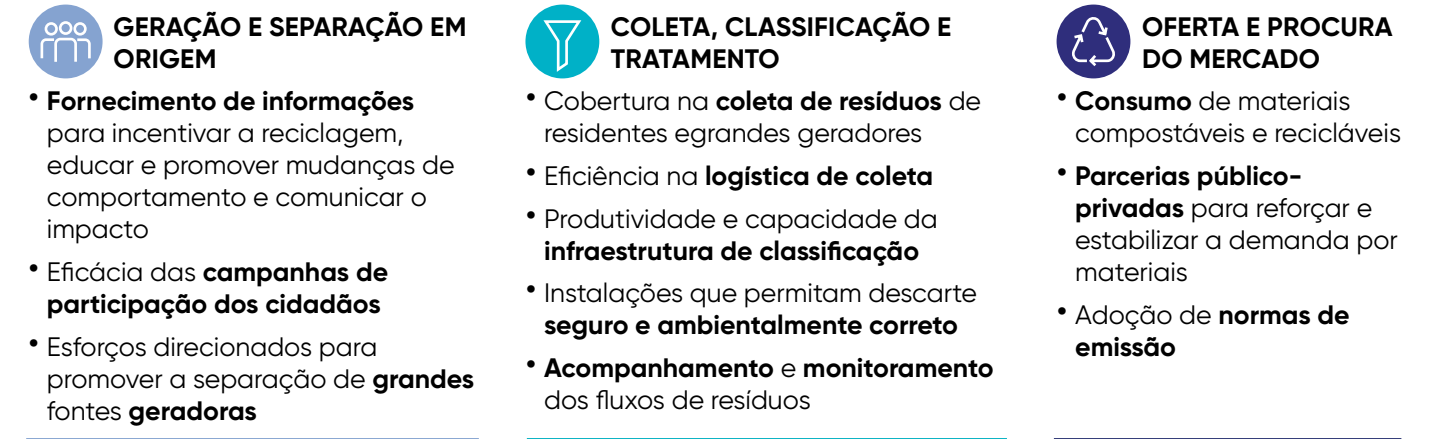 GERAÇÃO E SEPARAÇÃO EM
ORIGEM
• Fornecimento de informações
para incentivar a reciclagem,
educar e promover mudanças de
comportamento e comunicar o
impacto
• Eficácia das campanhas de
participação dos cidadãos
• Esforços direcionados para
promover a separação de grandes
fontes geradoras
COLETA, CLASSIFICAÇÃO E
TRATAMENTO
• Cobertura na coleta de resíduos de
residentes egrandes geradores
• Eficiência na logística de coleta
• Produtividade e capacidade da
infraestrutura de classificação
• Instalações que permitam descarte
seguro e ambientalmente correto
• Acompanhamento e monitoramento
dos fluxos de resíduos
OFERTA E PROCURA
DO MERCADO
• Consumo de materiais
compostáveis e recicláveis
• Parcerias público-
privadas para reforçar e
estabilizar a demanda por
materiais
• Adoção de normas de
emissão